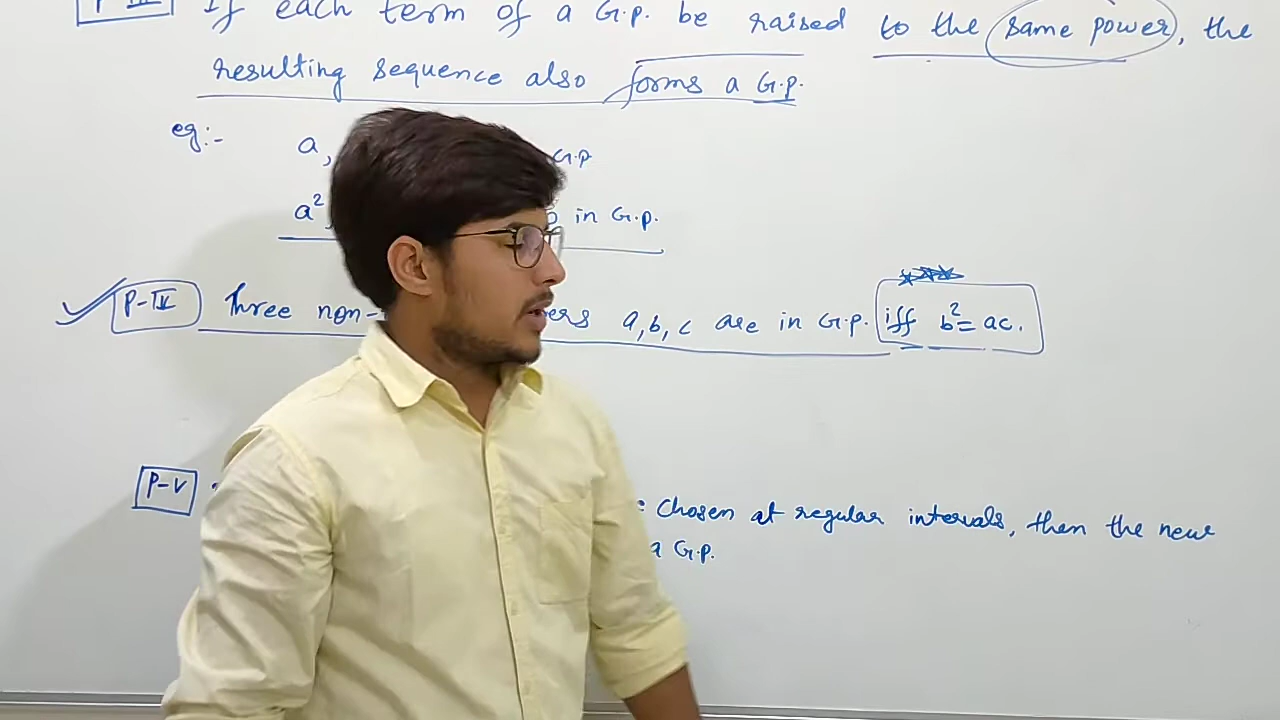 If each term of a G.p. be raised to the same power, the
resulting sequence also forms a G.p.
eg:- a, G.P
a², in G.p.
P-IV Three non- a, b, c are in G.p. iff b²= ac.
P-V chosen at regular intervals, then the new
a G.p.